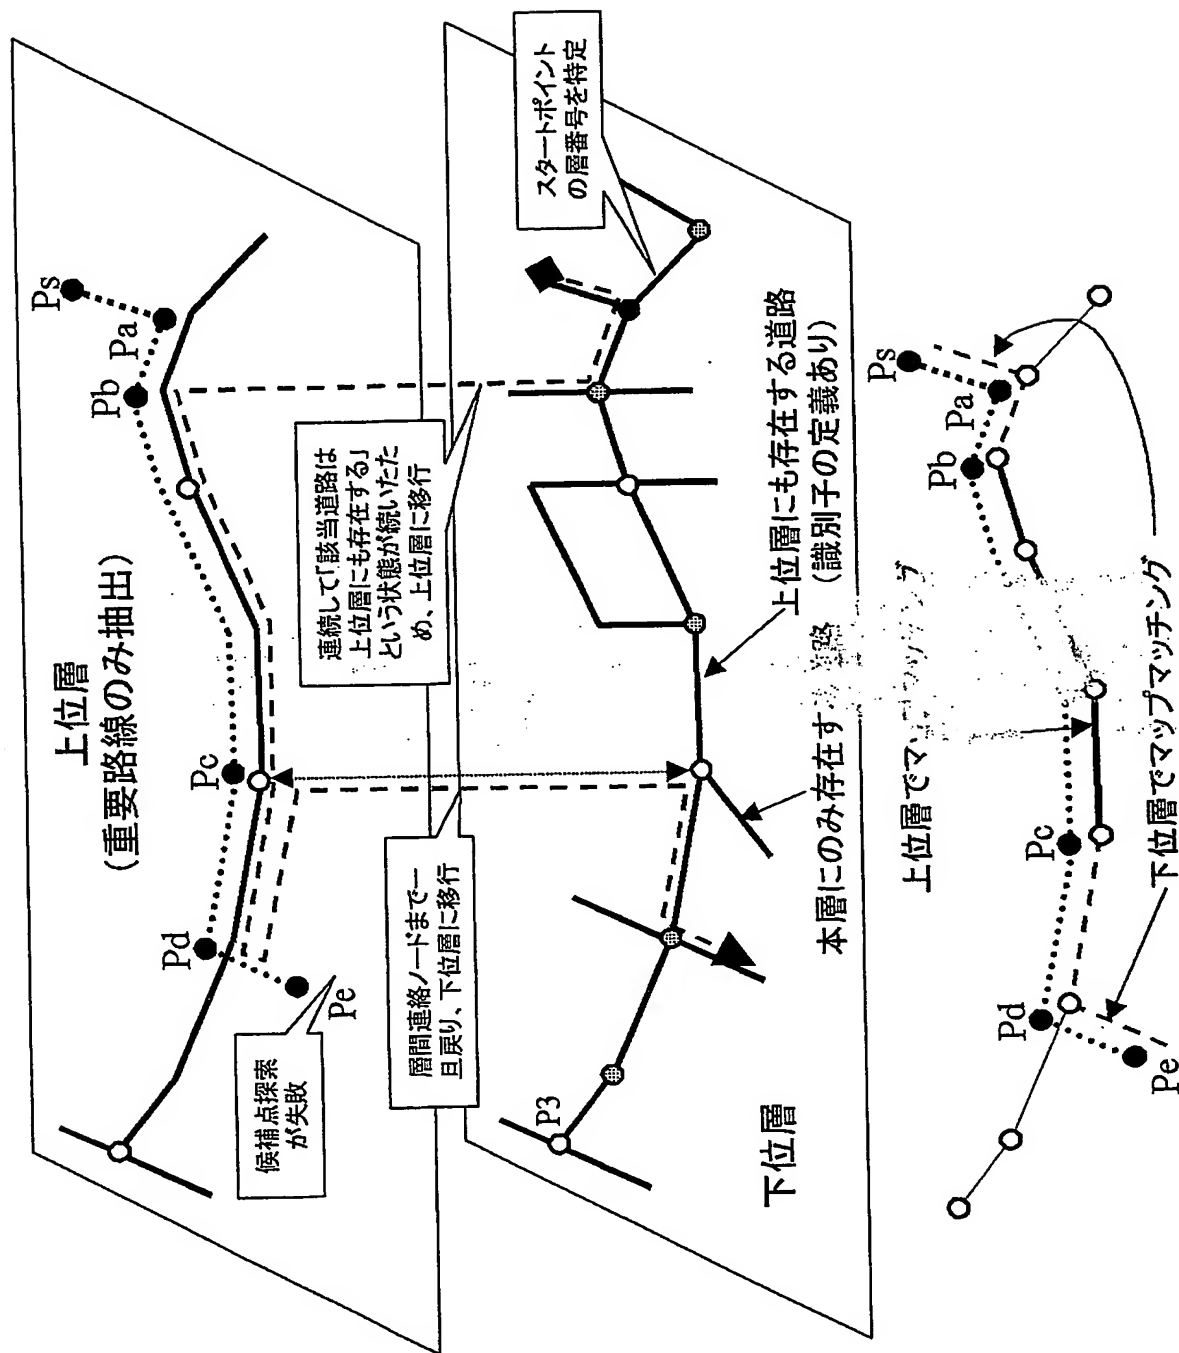 上位層
(重要路線のみ抽出)
Ps
Pa
Pb
Pc
Pd
Pe
候補点探索
が失敗
連続して「該当道路は
上位層にも存在する」
という状態が続いたた
め、上位層に移行
層間連絡ノードまで一
旦戻り、下位層に移行
スタートポイント
の層番号を特定
P3
下位層
上位層にも存在する道路
(識別子の定義あり)
本層にのみ存在す
路
Ps
Pa
Pb
Pc
Pd
Pe
上位層でマ
下位層でマップマッチング